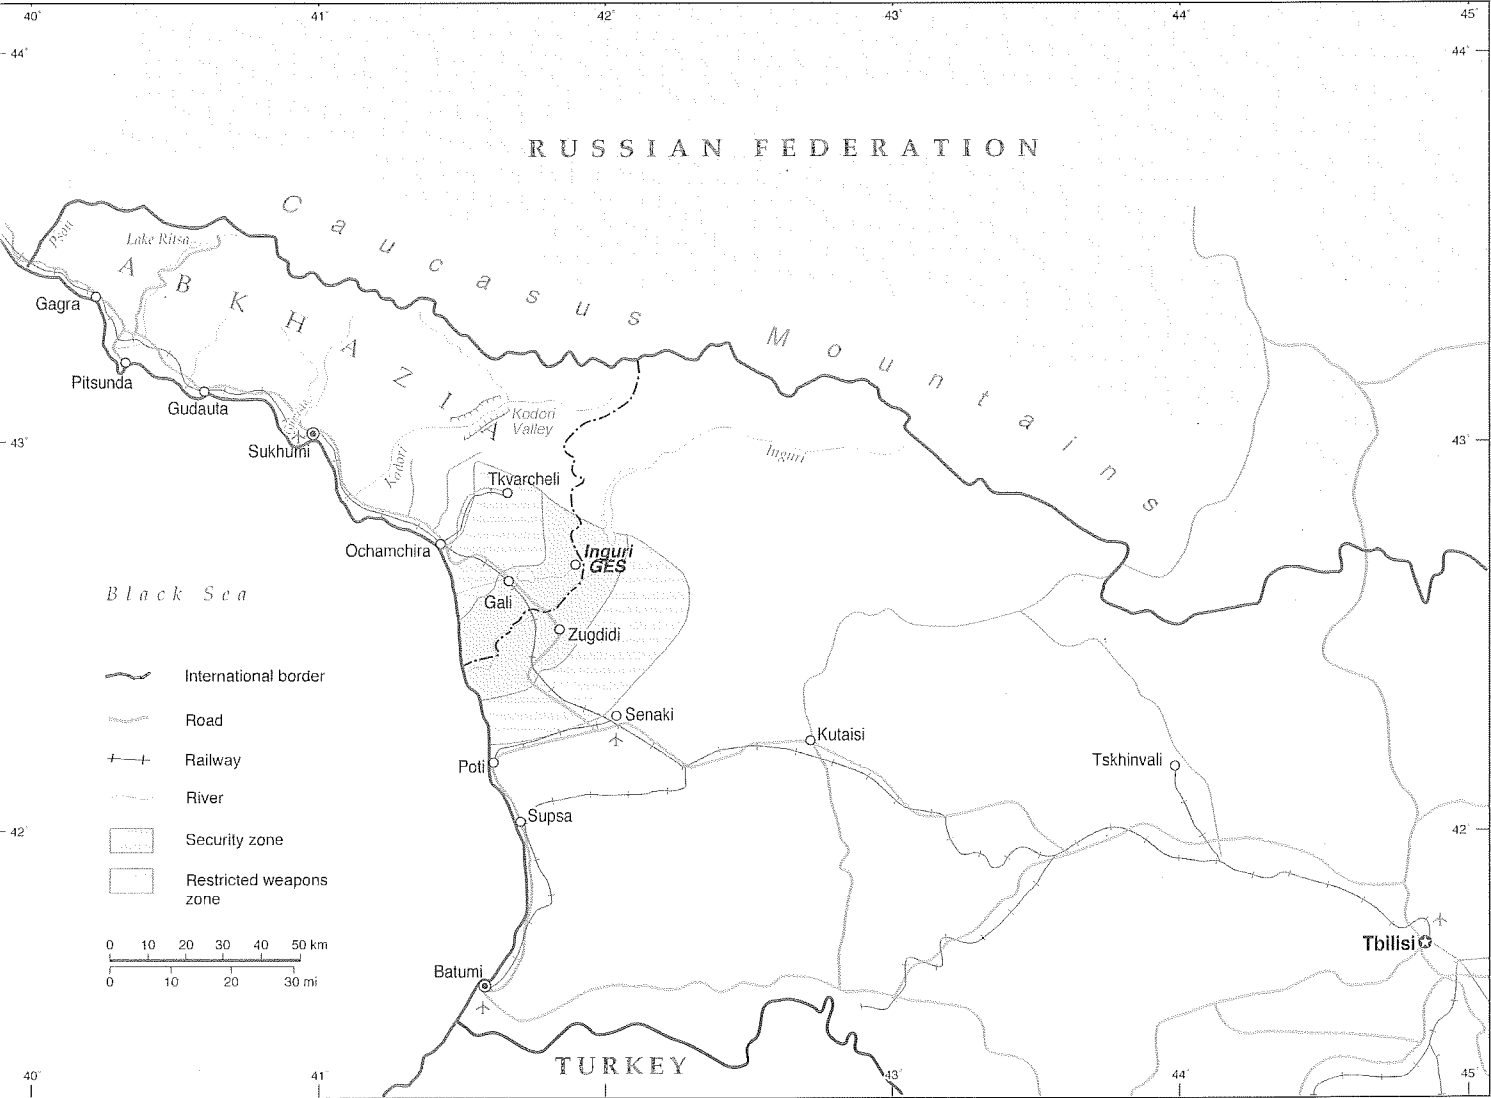 40°
41°
42°
43°
44°
45°
44°
44°
RUSSIAN FEDERATION
Caucasus Mountains
Psou
Lake Ritsa
ABKHAZIA
Gagra
Pitsunda
Gudauta
Kodori
Valley
43°
Sukhumi
43°
Inguri
Kodori
Tkvarcheli
Ochamchira
Inguri
GES
Black Sea
Gali
Zugdidi
International border
Senaki
Road
Kutaisi
Railway
Poti
Tskhinvali
River
Supsa
42°
42°
Security zone
Restricted weapons
zone
0 10 20 30 40 50 km
0 10 20 30 mi
Tbilisi
Batumi
TURKEY
40°
41°
43°
44°
45°